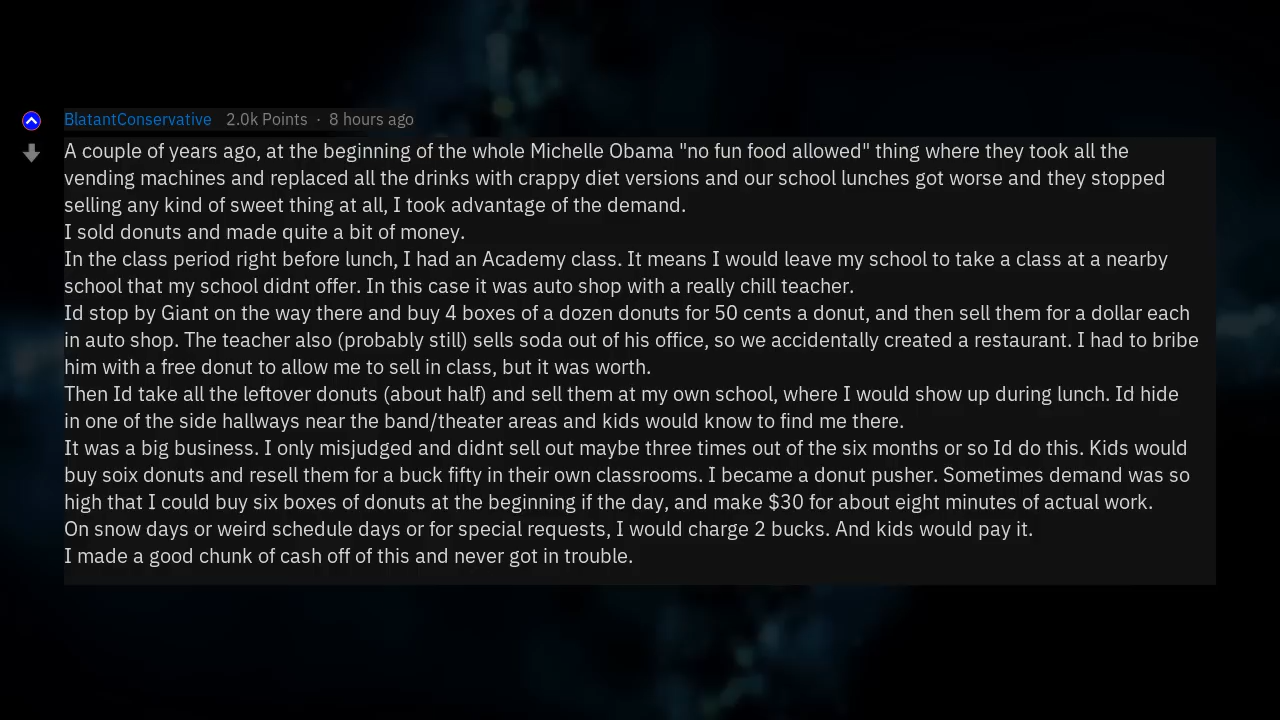 BlatantConservative 2.0k Points · 8 hours ago
A couple of years ago, at the beginning of the whole Michelle Obama "no fun food allowed" thing where they took all the
vending machines and replaced all the drinks with crappy diet versions and our school lunches got worse and they stopped
selling any kind of sweet thing at all, I took advantage of the demand.
I sold donuts and made quite a bit of money.
In the class period right before lunch, I had an Academy class. It means I would leave my school to take a class at a nearby
school that my school didnt offer. In this case it was auto shop with a really chill teacher.
Id stop by Giant on the way there and buy 4 boxes of a dozen donuts for 50 cents a donut, and then sell them for a dollar each
in auto shop. The teacher also (probably still) sells soda out of his office, so we accidentally created a restaurant. I had to bribe
him with a free donut to allow me to sell in class, but it was worth.
Then Id take all the leftover donuts (about half) and sell them at my own school, where I would show up during lunch. Id hide
in one of the side hallways near the band/theater areas and kids would know to find me there.
It was a big business. I only misjudged and didnt sell out maybe three times out of the six months or so Id do this. Kids would
buy soix donuts and resell them for a buck fifty in their own classrooms. I became a donut pusher. Sometimes demand was so
high that I could buy six boxes of donuts at the beginning if the day, and make $30 for about eight minutes of actual work.
On snow days or weird schedule days or for special requests, I would charge 2 bucks. And kids would pay it.
I made a good chunk of cash off of this and never got in trouble.